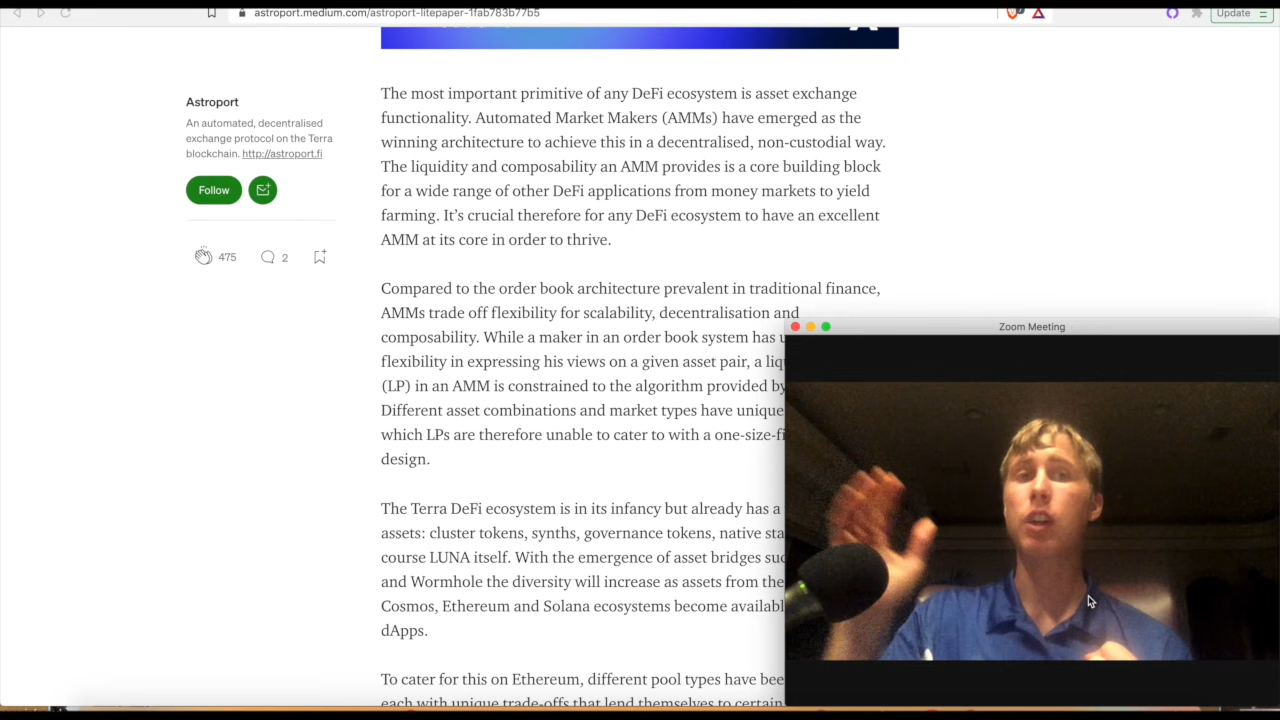 astroport.medium.com/astroport-litepaper-1fab783b77b5
Update
Astroport
An automated, decentralised
exchange protocol on the Terra
blockchain. http://astroport.fi
Follow
475
2
The most important primitive of any DeFi ecosystem is asset exchange
functionality. Automated Market Makers (AMMs) have emerged as the
winning architecture to achieve this in a decentralised, non-custodial way.
The liquidity and composability an AMM provides is a core building block
for a wide range of other DeFi applications from money markets to yield
farming. It’s crucial therefore for any DeFi ecosystem to have an excellent
AMM at its core in order to thrive.
Compared to the order book architecture prevalent in traditional finance,
AMMs trade off flexibility for scalability, decentralisation and
composability. While a maker in an order book system has
flexibility in expressing his views on a given asset pair, a
(LP) in an AMM is constrained to the algorithm provided by
Different asset combinations and market types have unique
which LPs are therefore unable to cater to with a
design.
The Terra DeFi ecosystem is in its infancy but already has a
assets: cluster tokens, synths, governance tokens, native
course LUNA itself. With the emergence of asset bridges
and Wormhole the diversity will increase as assets from the
Cosmos, Ethereum and Solana ecosystems become
dApps.
To cater for this on Ethereum, different pool types have
each with unique trade-offs that lend themselves to certain
Zoom Meeting